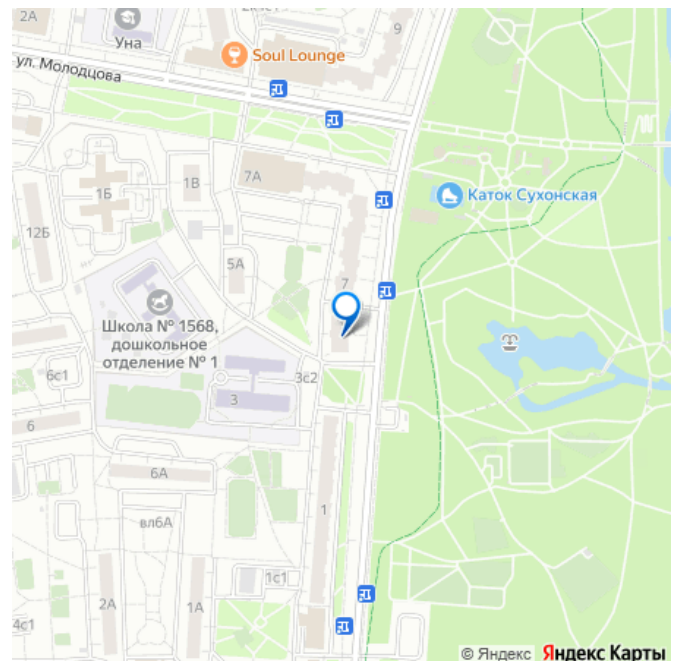 2А
Уна
2к4с1
9
Soul Lounge
ул. Молодцова
7А
1В
1Б
Каток Сухонская
12Б
5А
7
Школа № 1568,
дошкольное
отделение № 1
6с1
3с2
3
6
6А
1
вл6А
1с1
2А
1А
4с1
© Яндекс Яндекс Карты